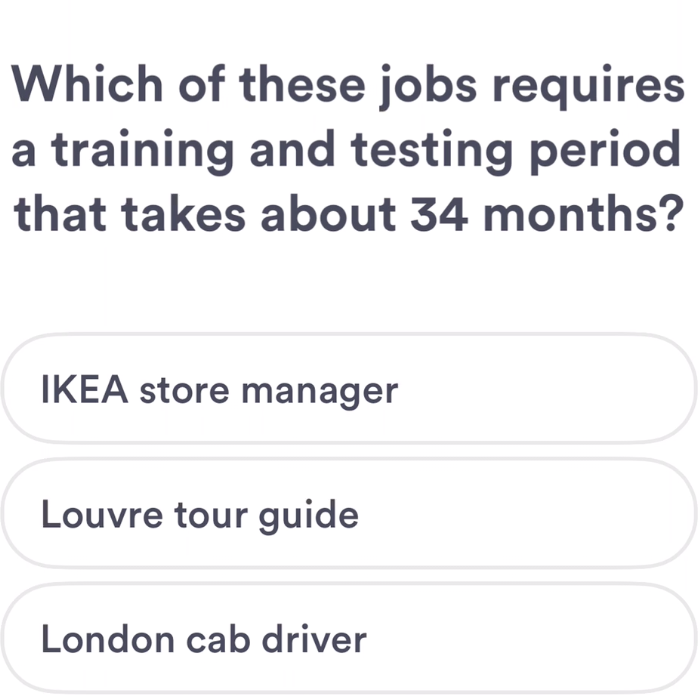 Which of these jobs requires
a training and testing period
that takes about 34 months?
IKEA store manager
Louvre tour guide
London cab driver